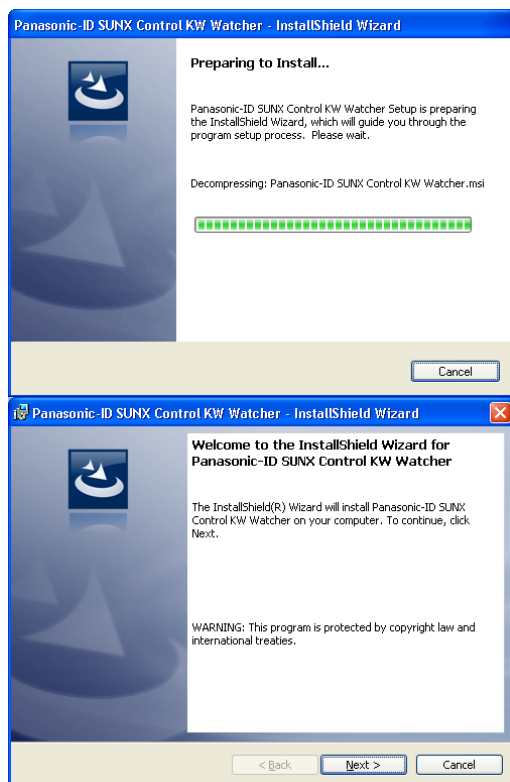 Panasonic-ID SUNX Control KW Watcher - InstallShield Wizard
Preparing to Install...
Panasonic-ID SUNX Control KW Watcher Setup is preparing
the InstallShield Wizard, which will guide you through the
program setup process. Please wait.
Decompressing: Panasonic-ID SUNX Control KW Watcher.msi
Cancel
Panasonic-ID SUNX Control KW Watcher - InstallShield Wizard
Welcome to the InstallShield Wizard for
Panasonic-ID SUNX Control KW Watcher
The InstallShield(R) Wizard will install Panasonic-ID SUNX
Control KW Watcher on your computer. To continue, click
Next.
WARNING: This program is protected by copyright law and
international treaties.
< Back Next > Cancel